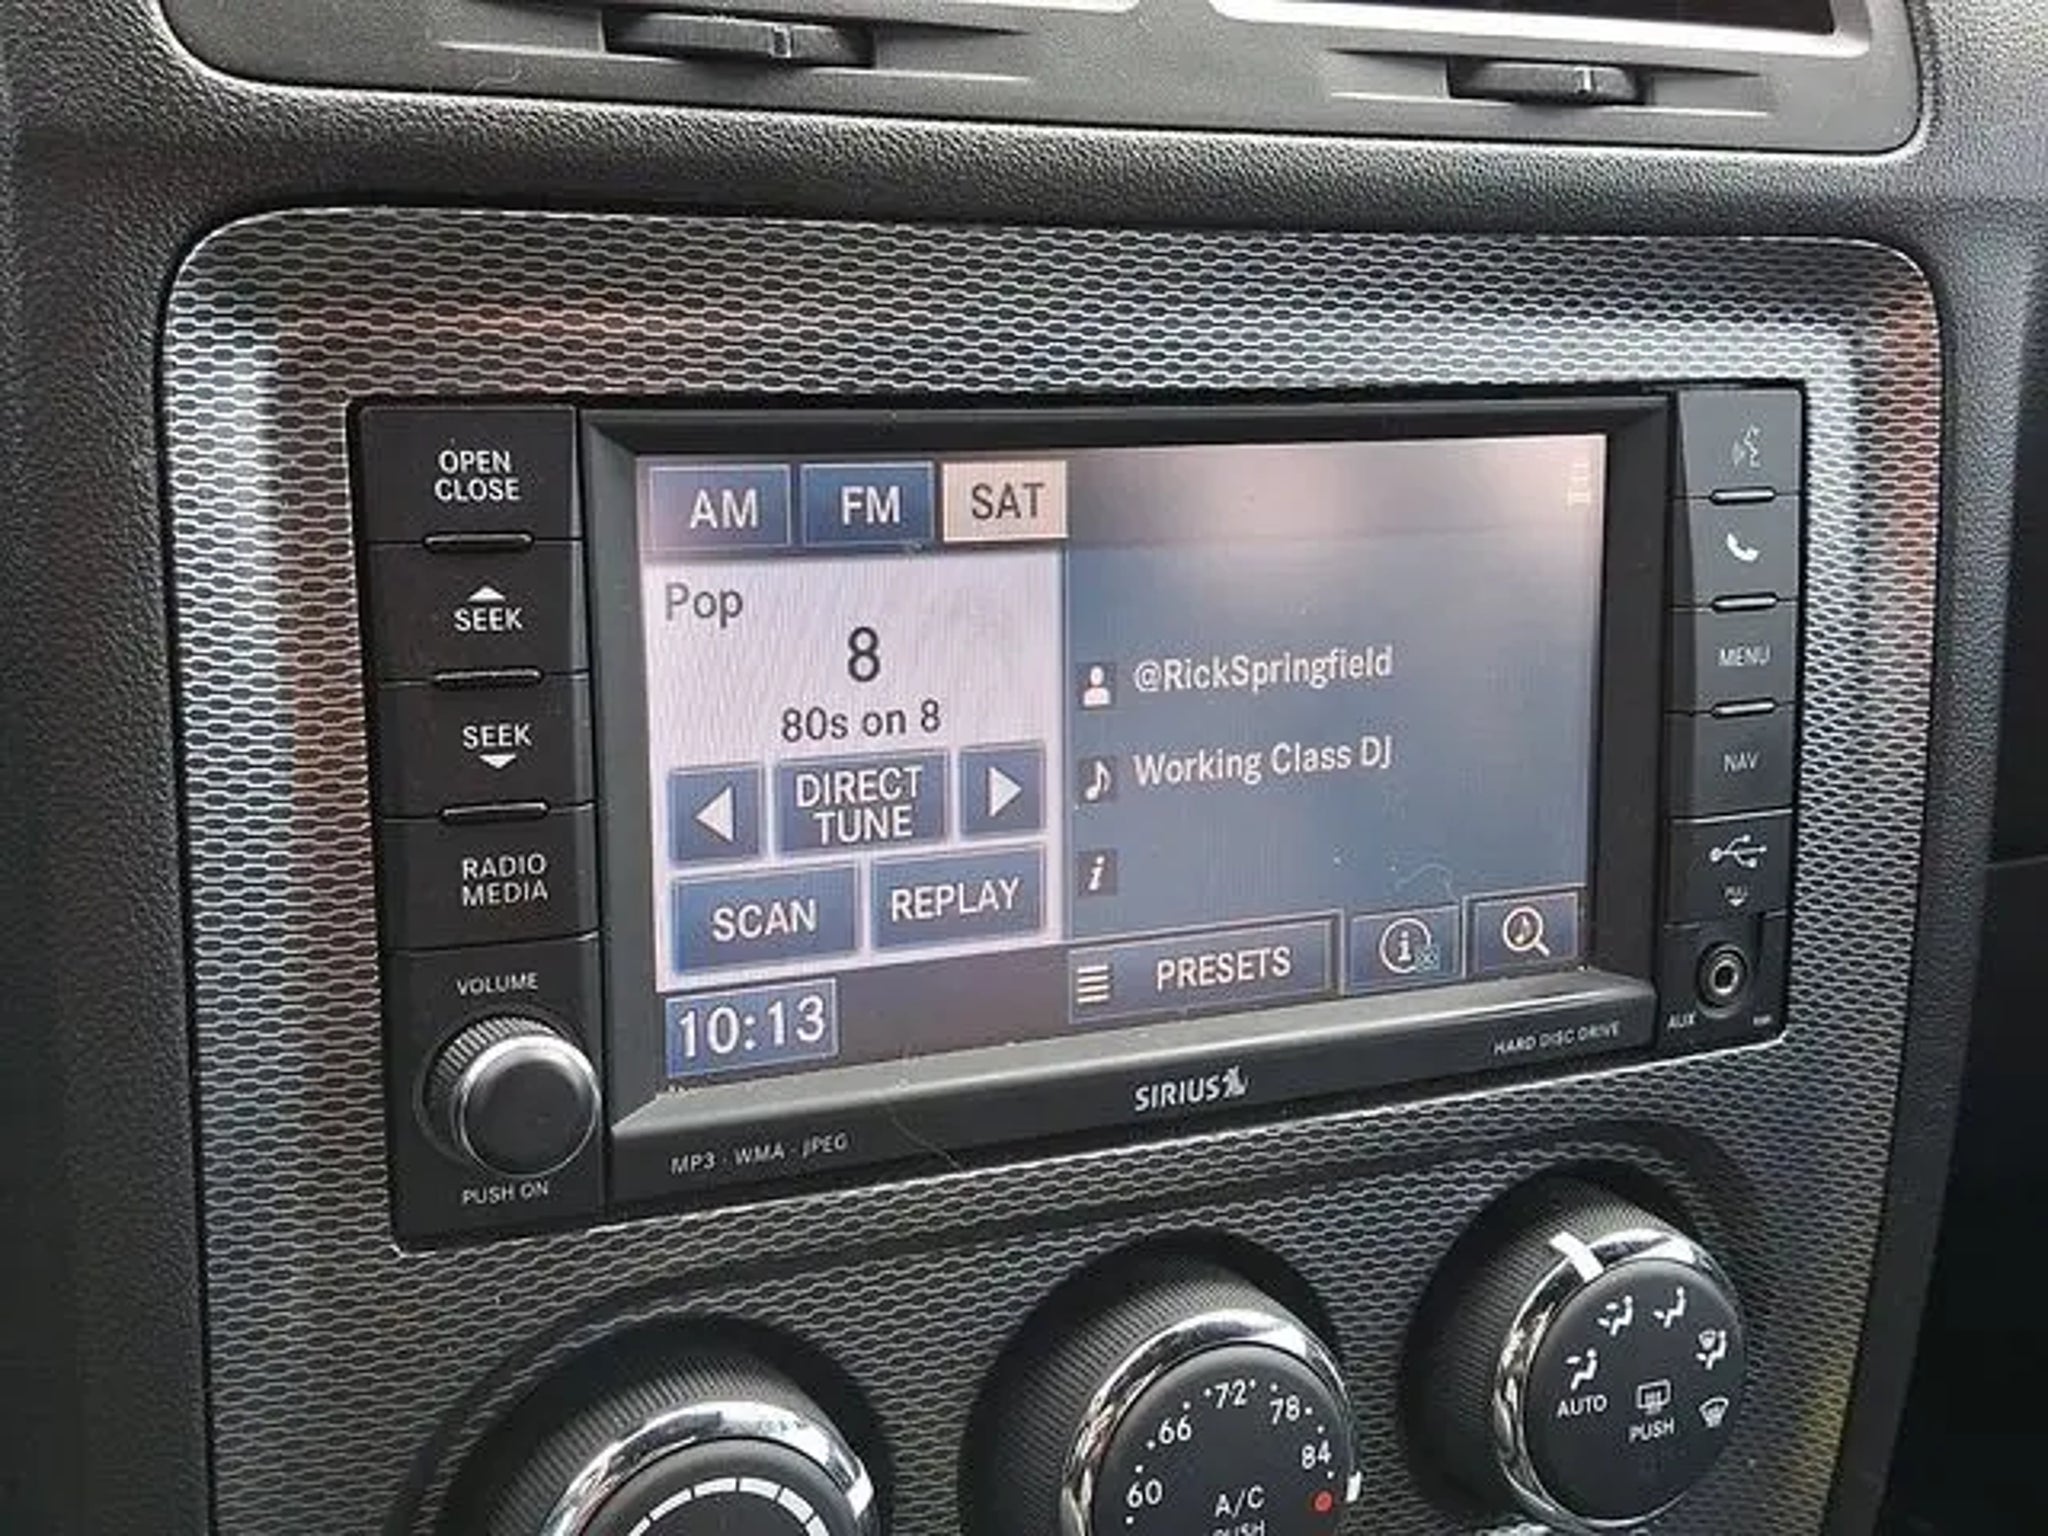 OPEN
CLOSE
SEEK
SEEK
RADIO
MEDIA
VOLUME
PUSH ON
AM
FM
SAT
Pop
8
80s on 8
DIRECT
TUNE
SCAN
REPLAY
10:13
@RickSpringfield
Working Class DJ
i
PRESETS
i
MENU
NAV
PULL
AUX
MP3 · WMA · JPEG
SIRIUS
HARD DISC DRIVE
60
66
72
78
84
A/C
PUSH
AUTO
PUSH